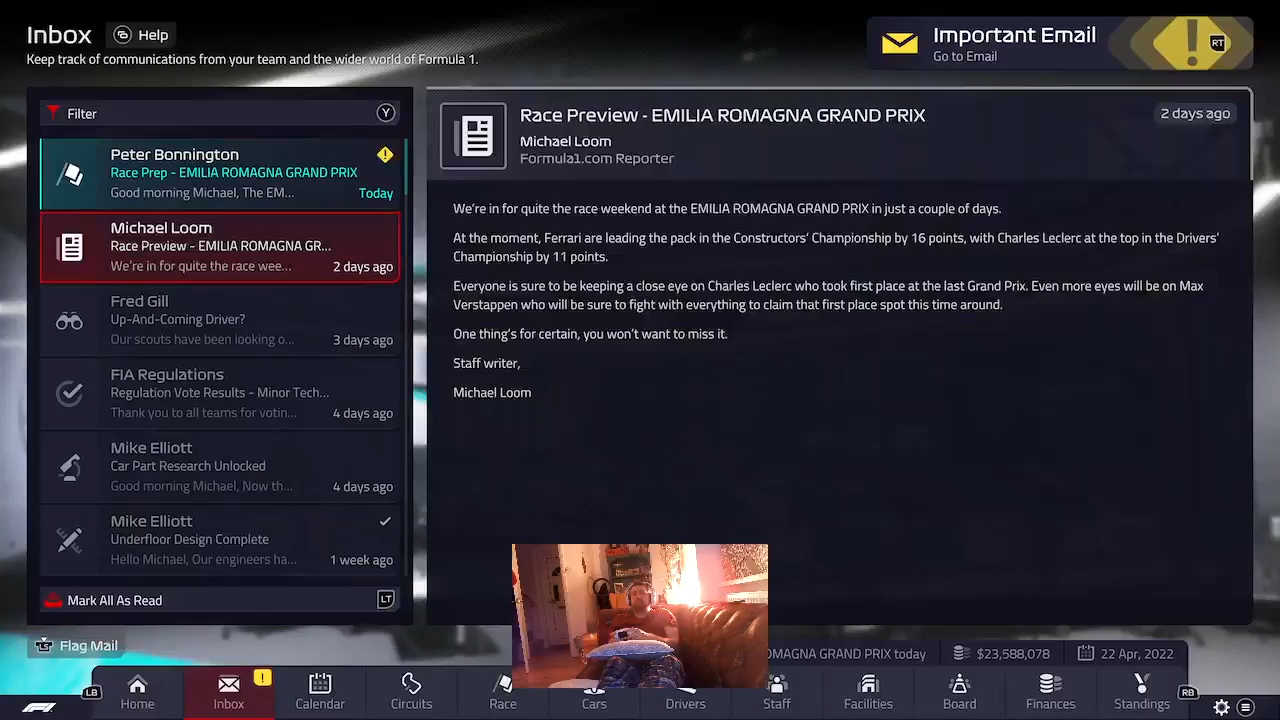 Inbox
Help
Keep track of communications from your team and the wider world of Formula 1.
Important Email
Go to Email
RT
Filter
Y
Peter Bonnington
Race Prep - EMILIA ROMAGNA GRAND PRIX
Good morning Michael, The EM...
Today
Michael Loom
Race Preview - EMILIA ROMAGNA GR...
We're in for quite the race wee...
2 days ago
Fred Gill
Up-And-Coming Driver?
Our scouts have been looking o...
3 days ago
FIA Regulations
Regulation Vote Results - Minor Tech...
Thank you to all teams for votin...
4 days ago
Mike Elliott
Car Part Research Unlocked
Good morning Michael, Now th...
4 days ago
Mike Elliott
Underfloor Design Complete
Hello Michael, Our engineers ha...
1 week ago
Mark All As Read
LT
LS
Flag Mail
Race Preview - EMILIA ROMAGNA GRAND PRIX
2 days ago
Michael Loom
Formula1.com Reporter
We're in for quite the race weekend at the EMILIA ROMAGNA GRAND PRIX in just a couple of days.
At the moment, Ferrari are leading the pack in the Constructors' Championship by 16 points, with Charles Leclerc at the top in the Drivers'
Championship by 11 points.
Everyone is sure to be keeping a close eye on Charles Leclerc who took first place at the last Grand Prix. Even more eyes will be on Max
Verstappen who will be sure to fight with everything to claim that first place spot this time around.
One thing's for certain, you won't want to miss it.
Staff writer,
Michael Loom
OMAGNA GRAND PRIX today
$23,588,078
22 Apr, 2022
LB
Home
Inbox
Calendar
Circuits
Race
Cars
Drivers
Staff
Facilities
Board
Finances
Standings
RB